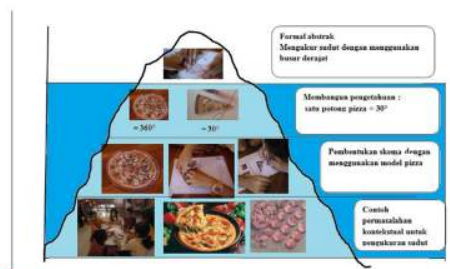 Formal abstrak
Mengukur sudut dengan menggunakan
busur derajat
Membangun pengetahuan :
satu potong pizza = 30°
= 360°
= 30°
Pembentukan skema dengan
menggunakan model pizza
Contoh
permasalahan
kontekstual untuk
pengukuran sudut